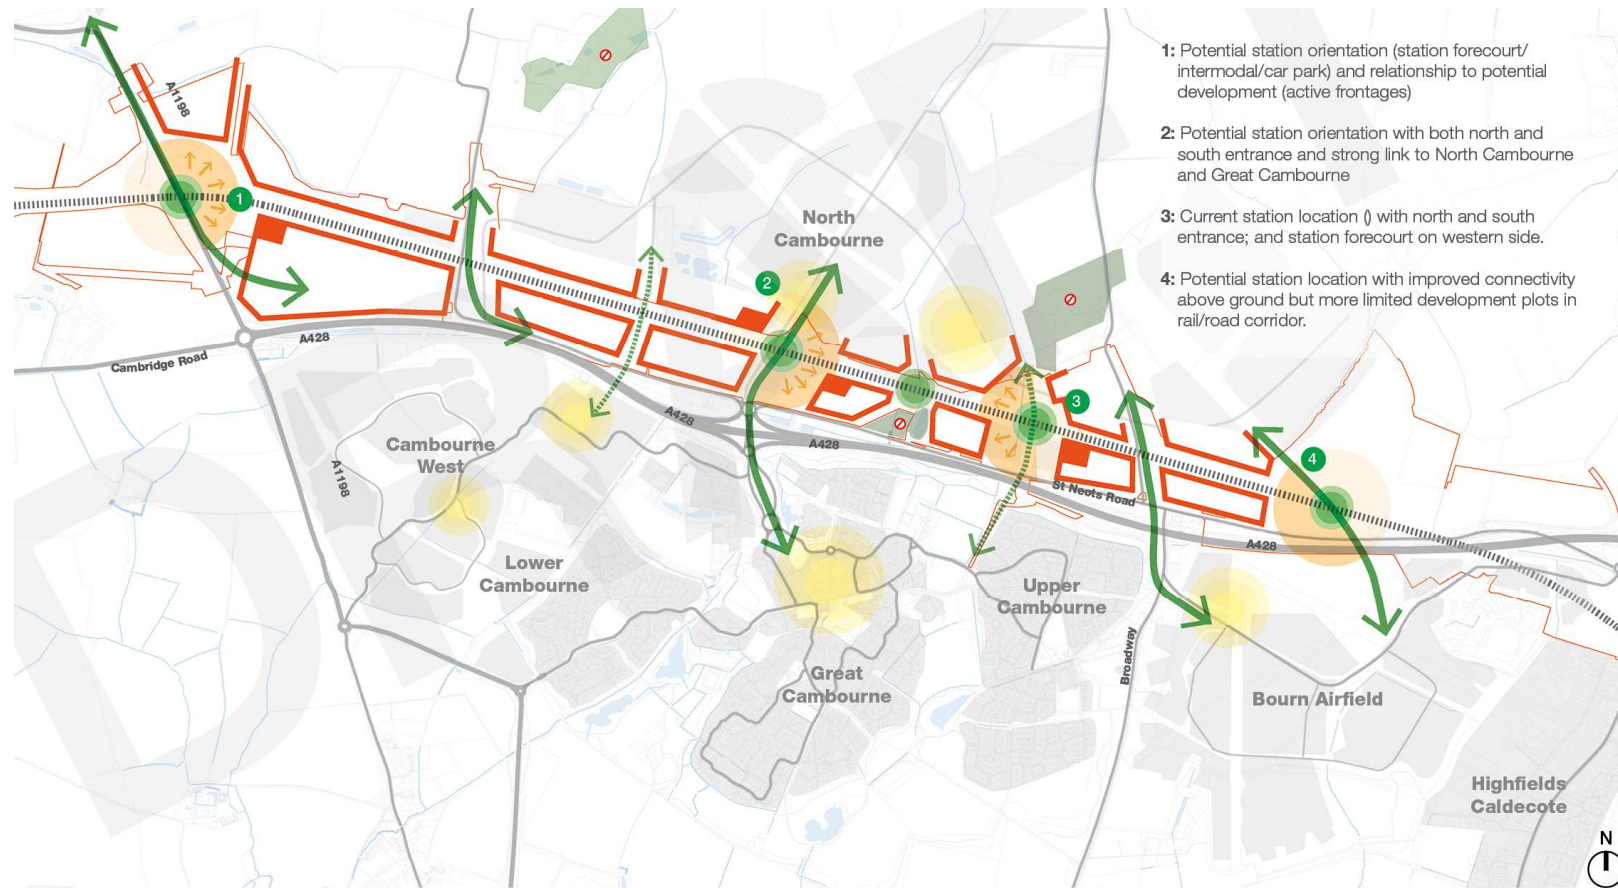 1: Potential station orientation (station forecourt/
intermodal/car park) and relationship to potential
development (active frontages)
2: Potential station orientation with both north and
south entrance and strong link to North Cambourne
and Great Cambourne
3: Current station location () with north and south
entrance; and station forecourt on western side.
4: Potential station location with improved connectivity
above ground but more limited development plots in
rail/road corridor.
A1198
1
North
Cambourne
2
A428
Cambridge Road
3
A428
Cambourne
West
A428
4
A1198
St Neots Road
A428
Lower
Cambourne
Upper
Cambourne
Broadway
Great
Cambourne
Bourn Airfield
Highfields
Caldecote
N
DRAFT